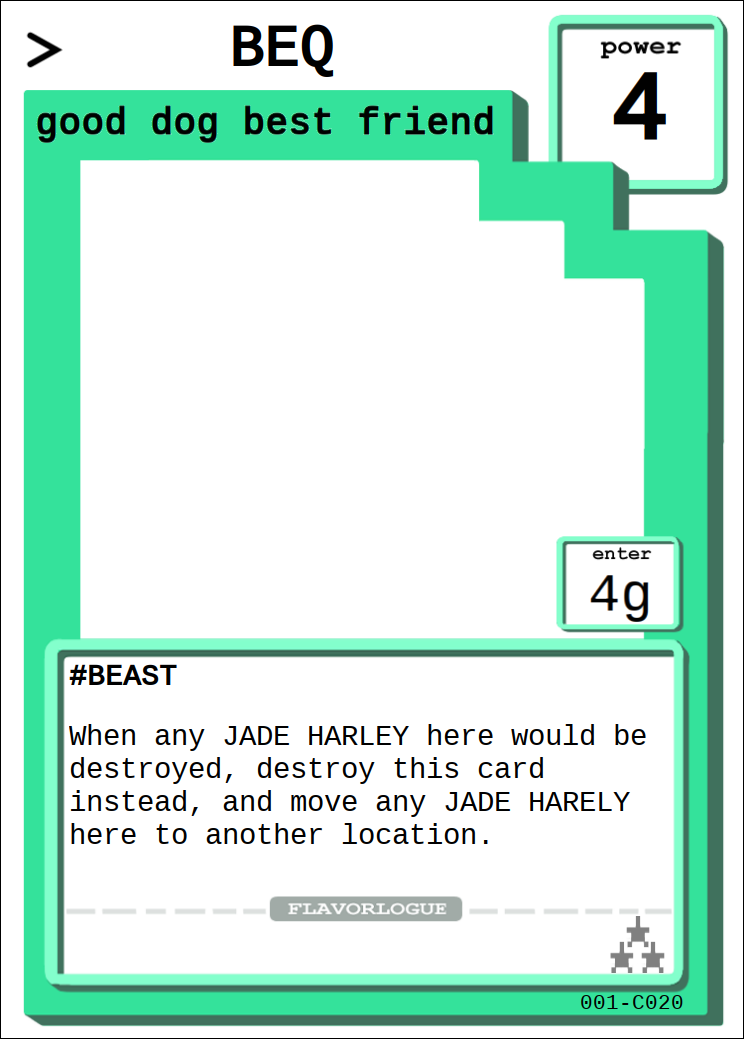 > BEQ
power
4
good dog best friend
enter
4g
#BEAST
When any JADE HARLEY here would be
destroyed, destroy this card
instead, and move any JADE HARELY
here to another location.
FLAVORLOGUE
001-C020